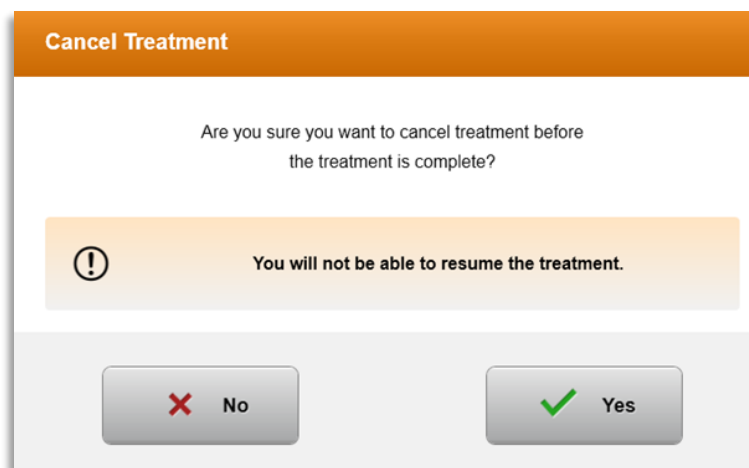 Cancel Treatment
Are you sure you want to cancel treatment before
the treatment is complete?
You will not be able to resume the treatment.
No
Yes